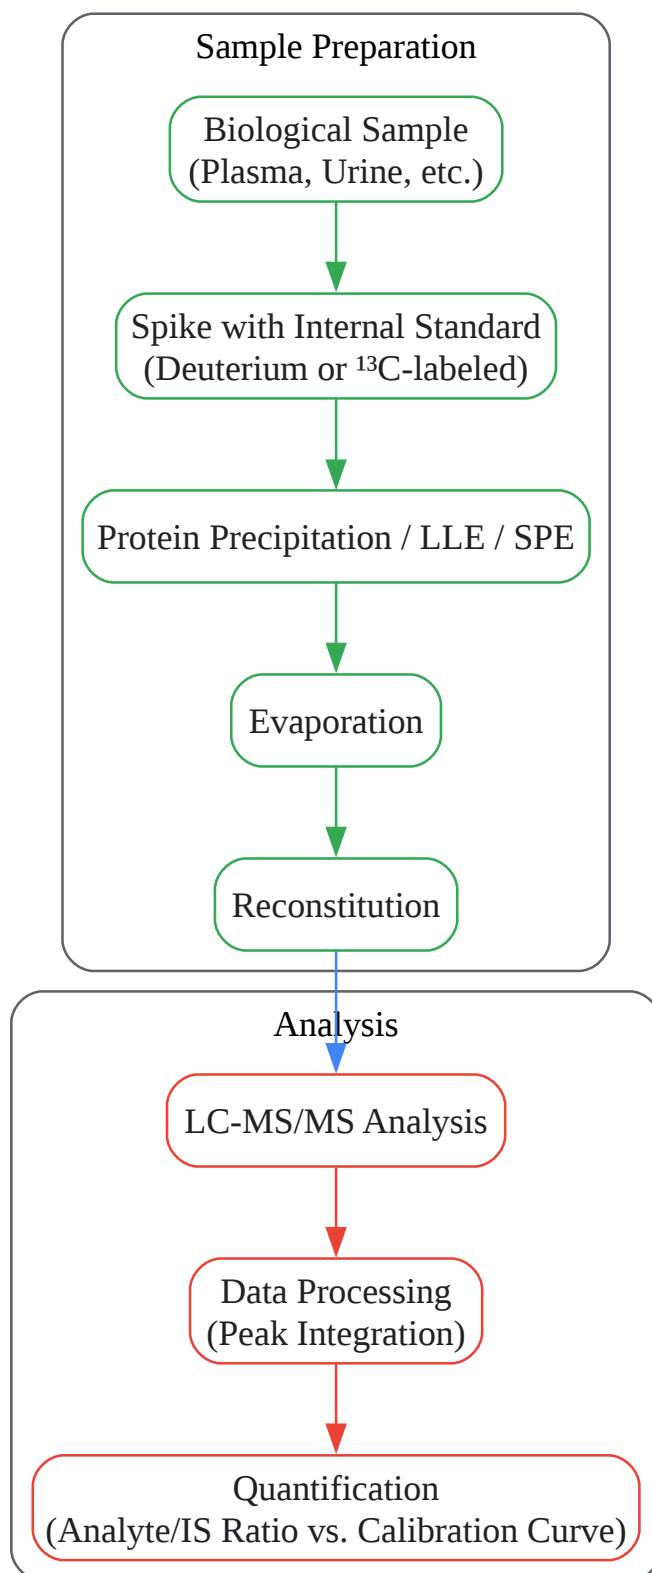 Sample Preparation
Biological Sample
(Plasma, Urine, etc.)
Spike with Internal Standard
(Deuterium or ¹³C-labeled)
Protein Precipitation / LLE / SPE
Evaporation
Reconstitution
Analysis
LC-MS/MS Analysis
Data Processing
(Peak Integration)
Quantification
(Analyte/IS Ratio vs. Calibration Curve)